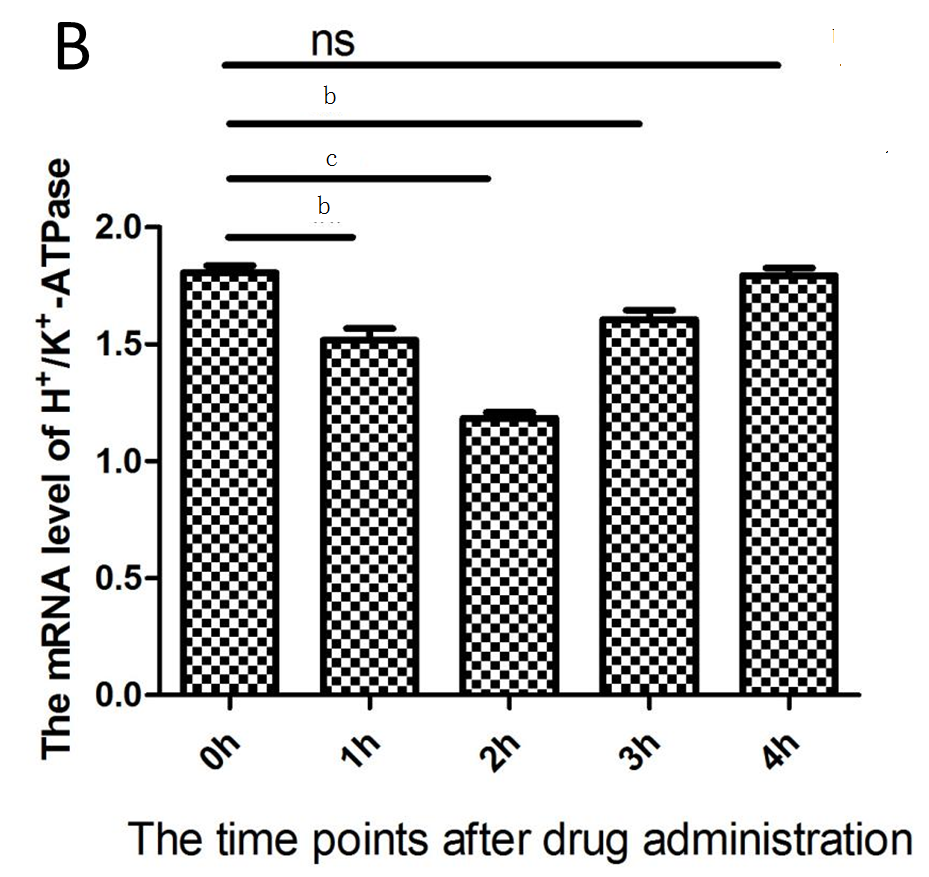 B
ns
b
c
b
The mRNA level of H+/K+-ATPase
2.0
1.5
1.0
0.5
0.0
0h
1h
2h
3h
4h
The time points after drug administration